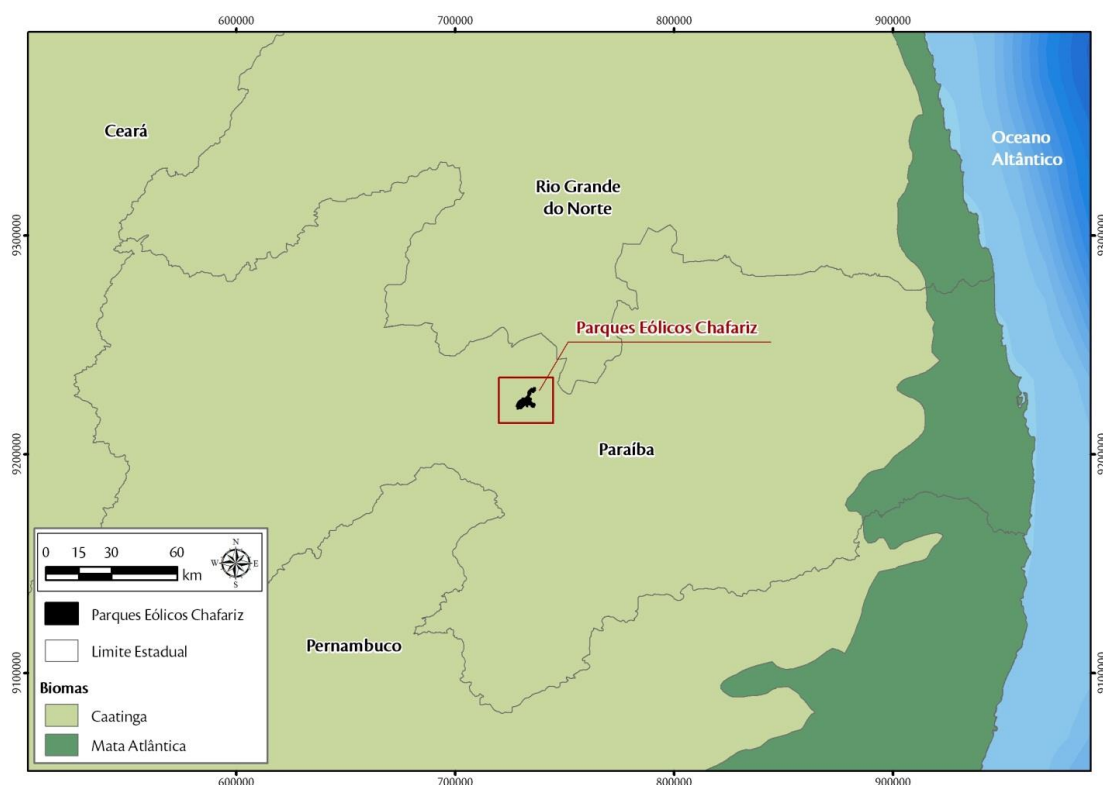 600000
700000
800000
900000
Ceará
Oceano
Altântico
Rio Grande
do Norte
9300000
9300000
Parques Eólicos Chafariz
Paraíba
9200000
9200000
N
0 15 30 60
W E
km
S
Parques Eólicos Chafariz
Limite Estadual
Pernambuco
9100000
9100000
Biomas
Caatinga
Mata Atlântica
600000
700000
800000
900000